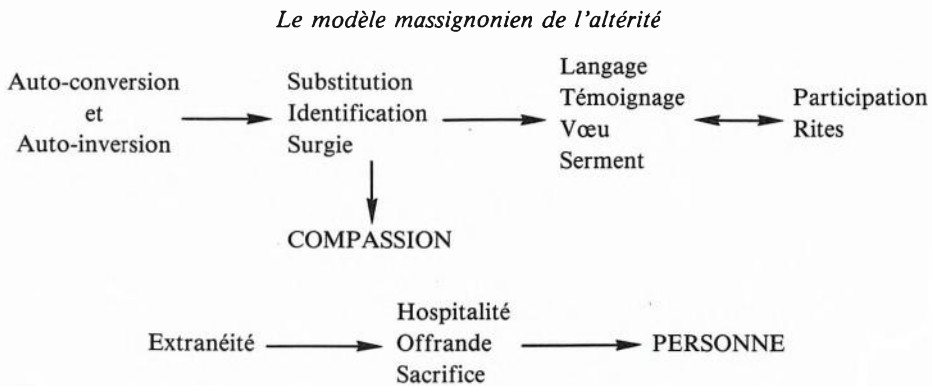 Le modèle massignonien de l'altérité
Auto-conversion
et
Auto-inversion
Substitution
Identification
Surgie
Langage
Témoignage
Vœu
Serment
Participation
Rites
COMPASSION
Extranéité
Hospitalité
Offrande
Sacrifice
PERSONNE